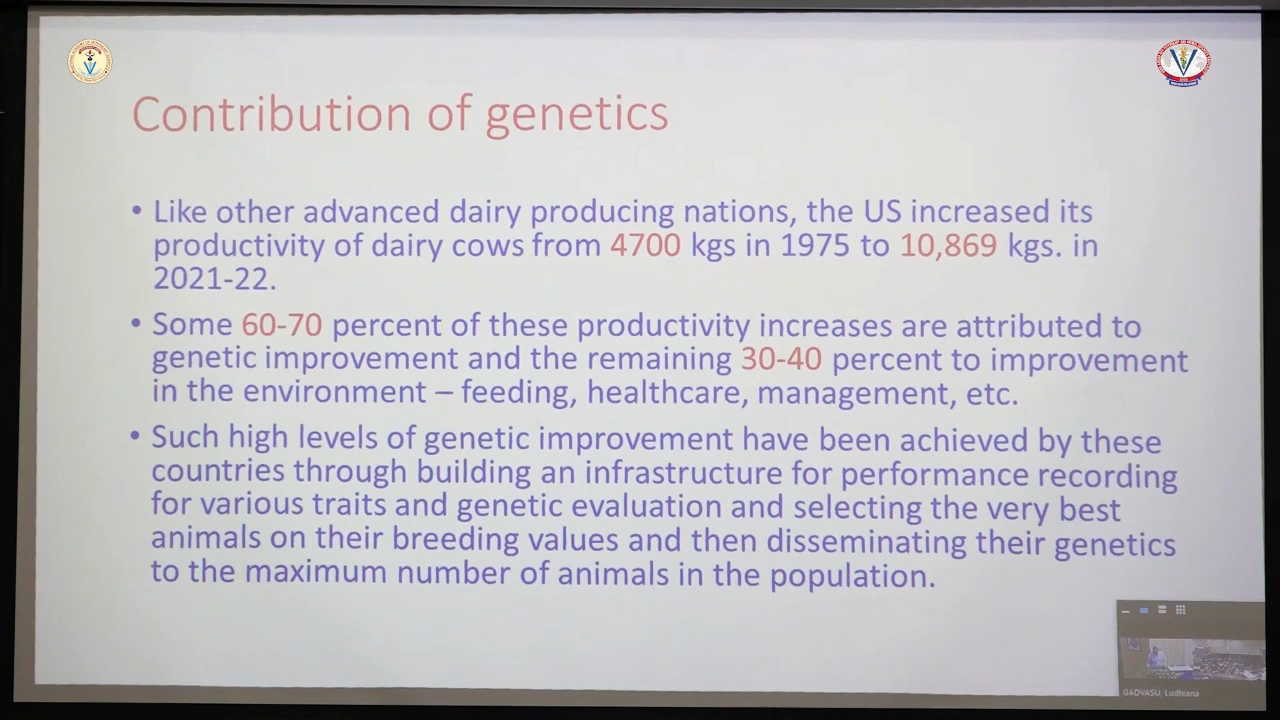 Contribution of genetics
• Like other advanced dairy producing nations, the US increased its
productivity of dairy cows from 4700 kgs in 1975 to 10,869 kgs. in
2021-22.
• Some 60-70 percent of these productivity increases are attributed to
genetic improvement and the remaining 30-40 percent to improvement
in the environment – feeding, healthcare, management, etc.
• Such high levels of genetic improvement have been achieved by these
countries through building an infrastructure for performance recording
for various traits and genetic evaluation and selecting the very best
animals on their breeding values and then disseminating their genetics
to the maximum number of animals in the population.
GADVASU, Ludhiana